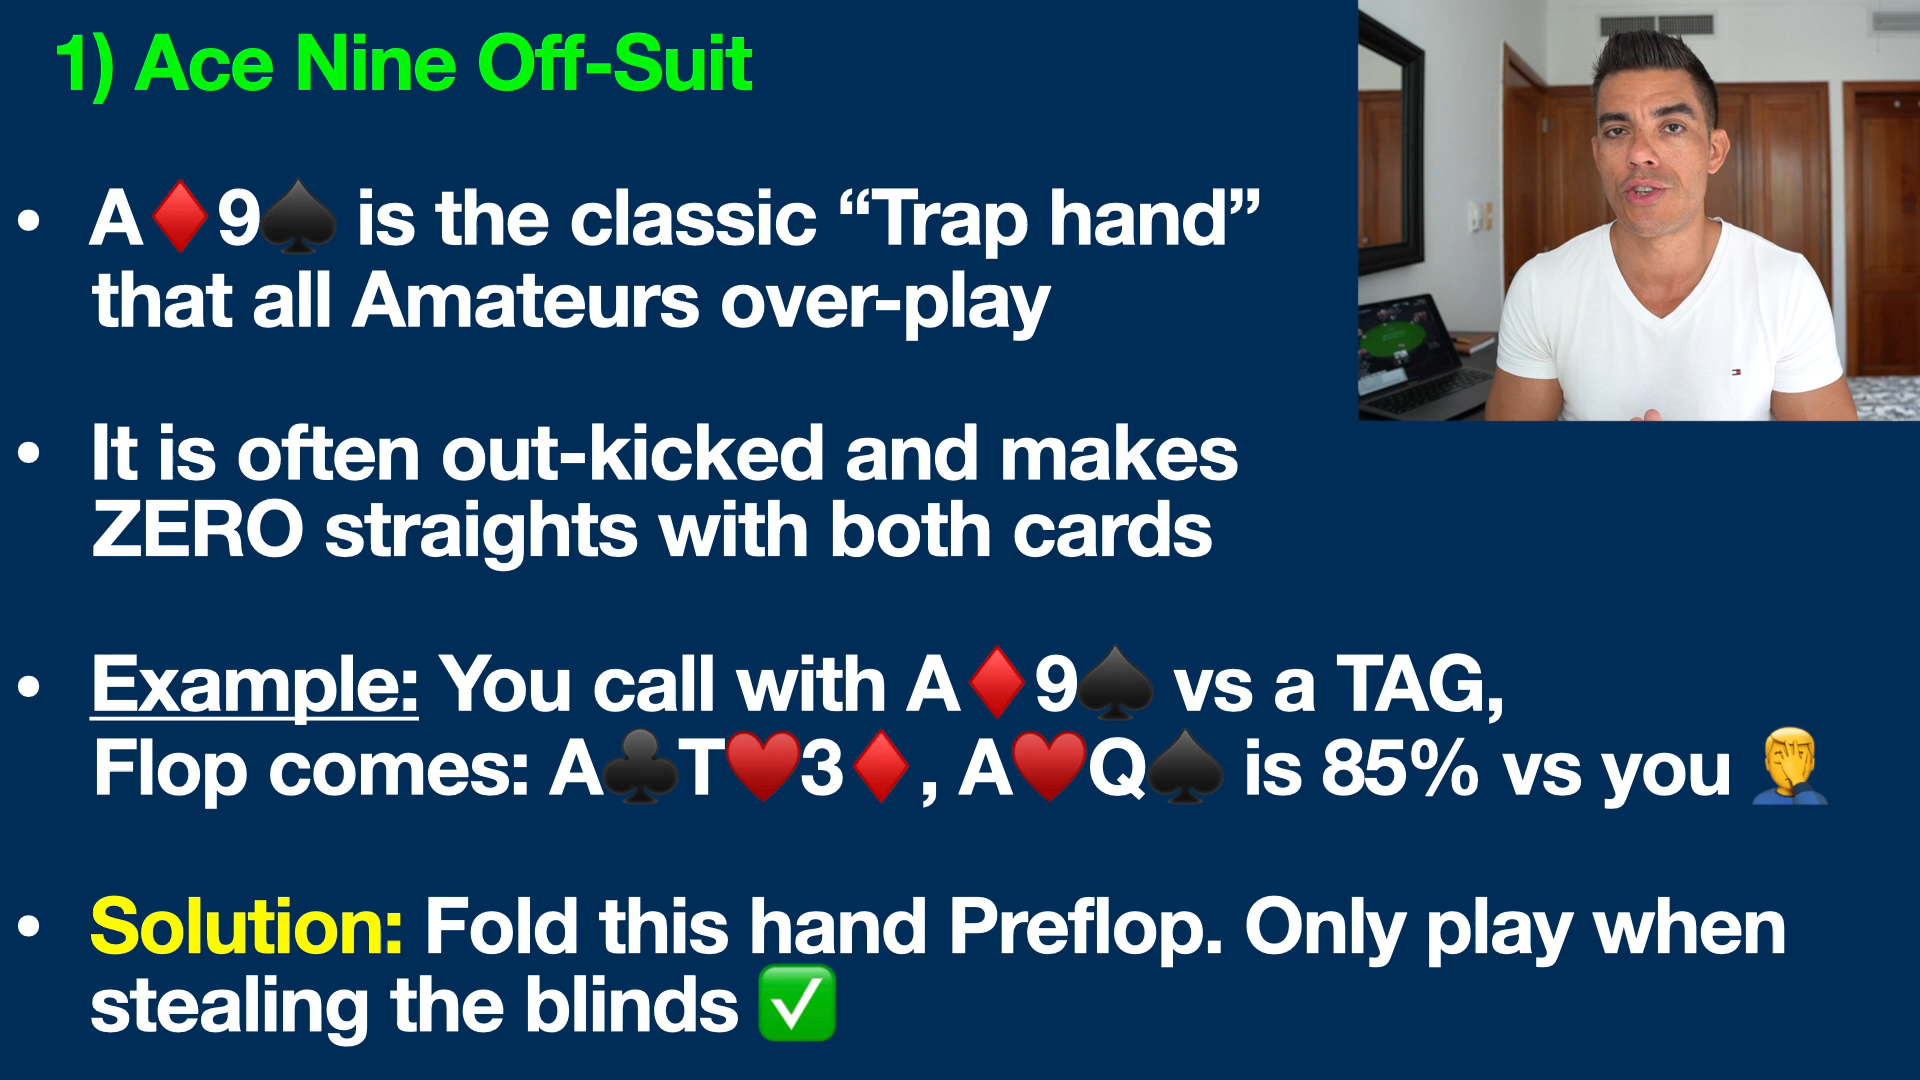 1) Ace Nine Off-Suit
• A♦️9♠️ is the classic “Trap hand”
that all Amateurs over-play
• It is often out-kicked and makes
ZERO straights with both cards
• Example: You call with A♦️9♠️ vs a TAG,
Flop comes: A♣️T♥️3♦️, A♥️Q♠️ is 85% vs you 🤦‍♂️
• Solution: Fold this hand Preflop. Only play when
stealing the blinds ✅